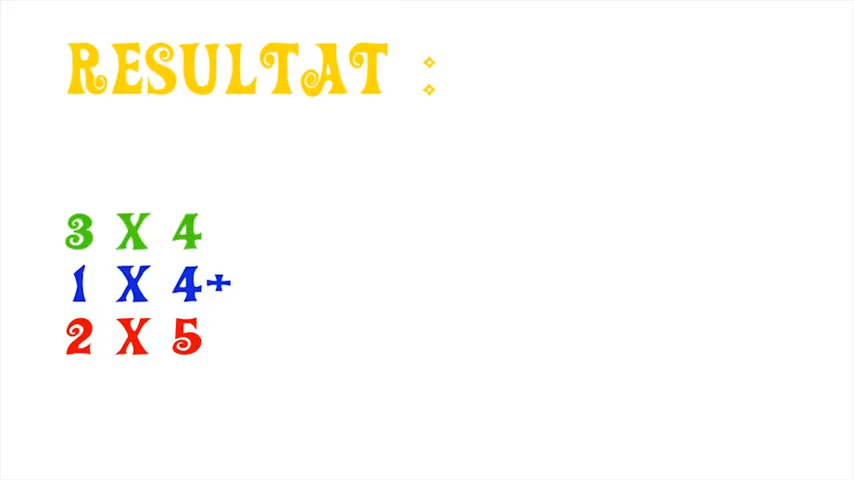 RESULTAT :
3 X 4
1 X 4+
2 X 5